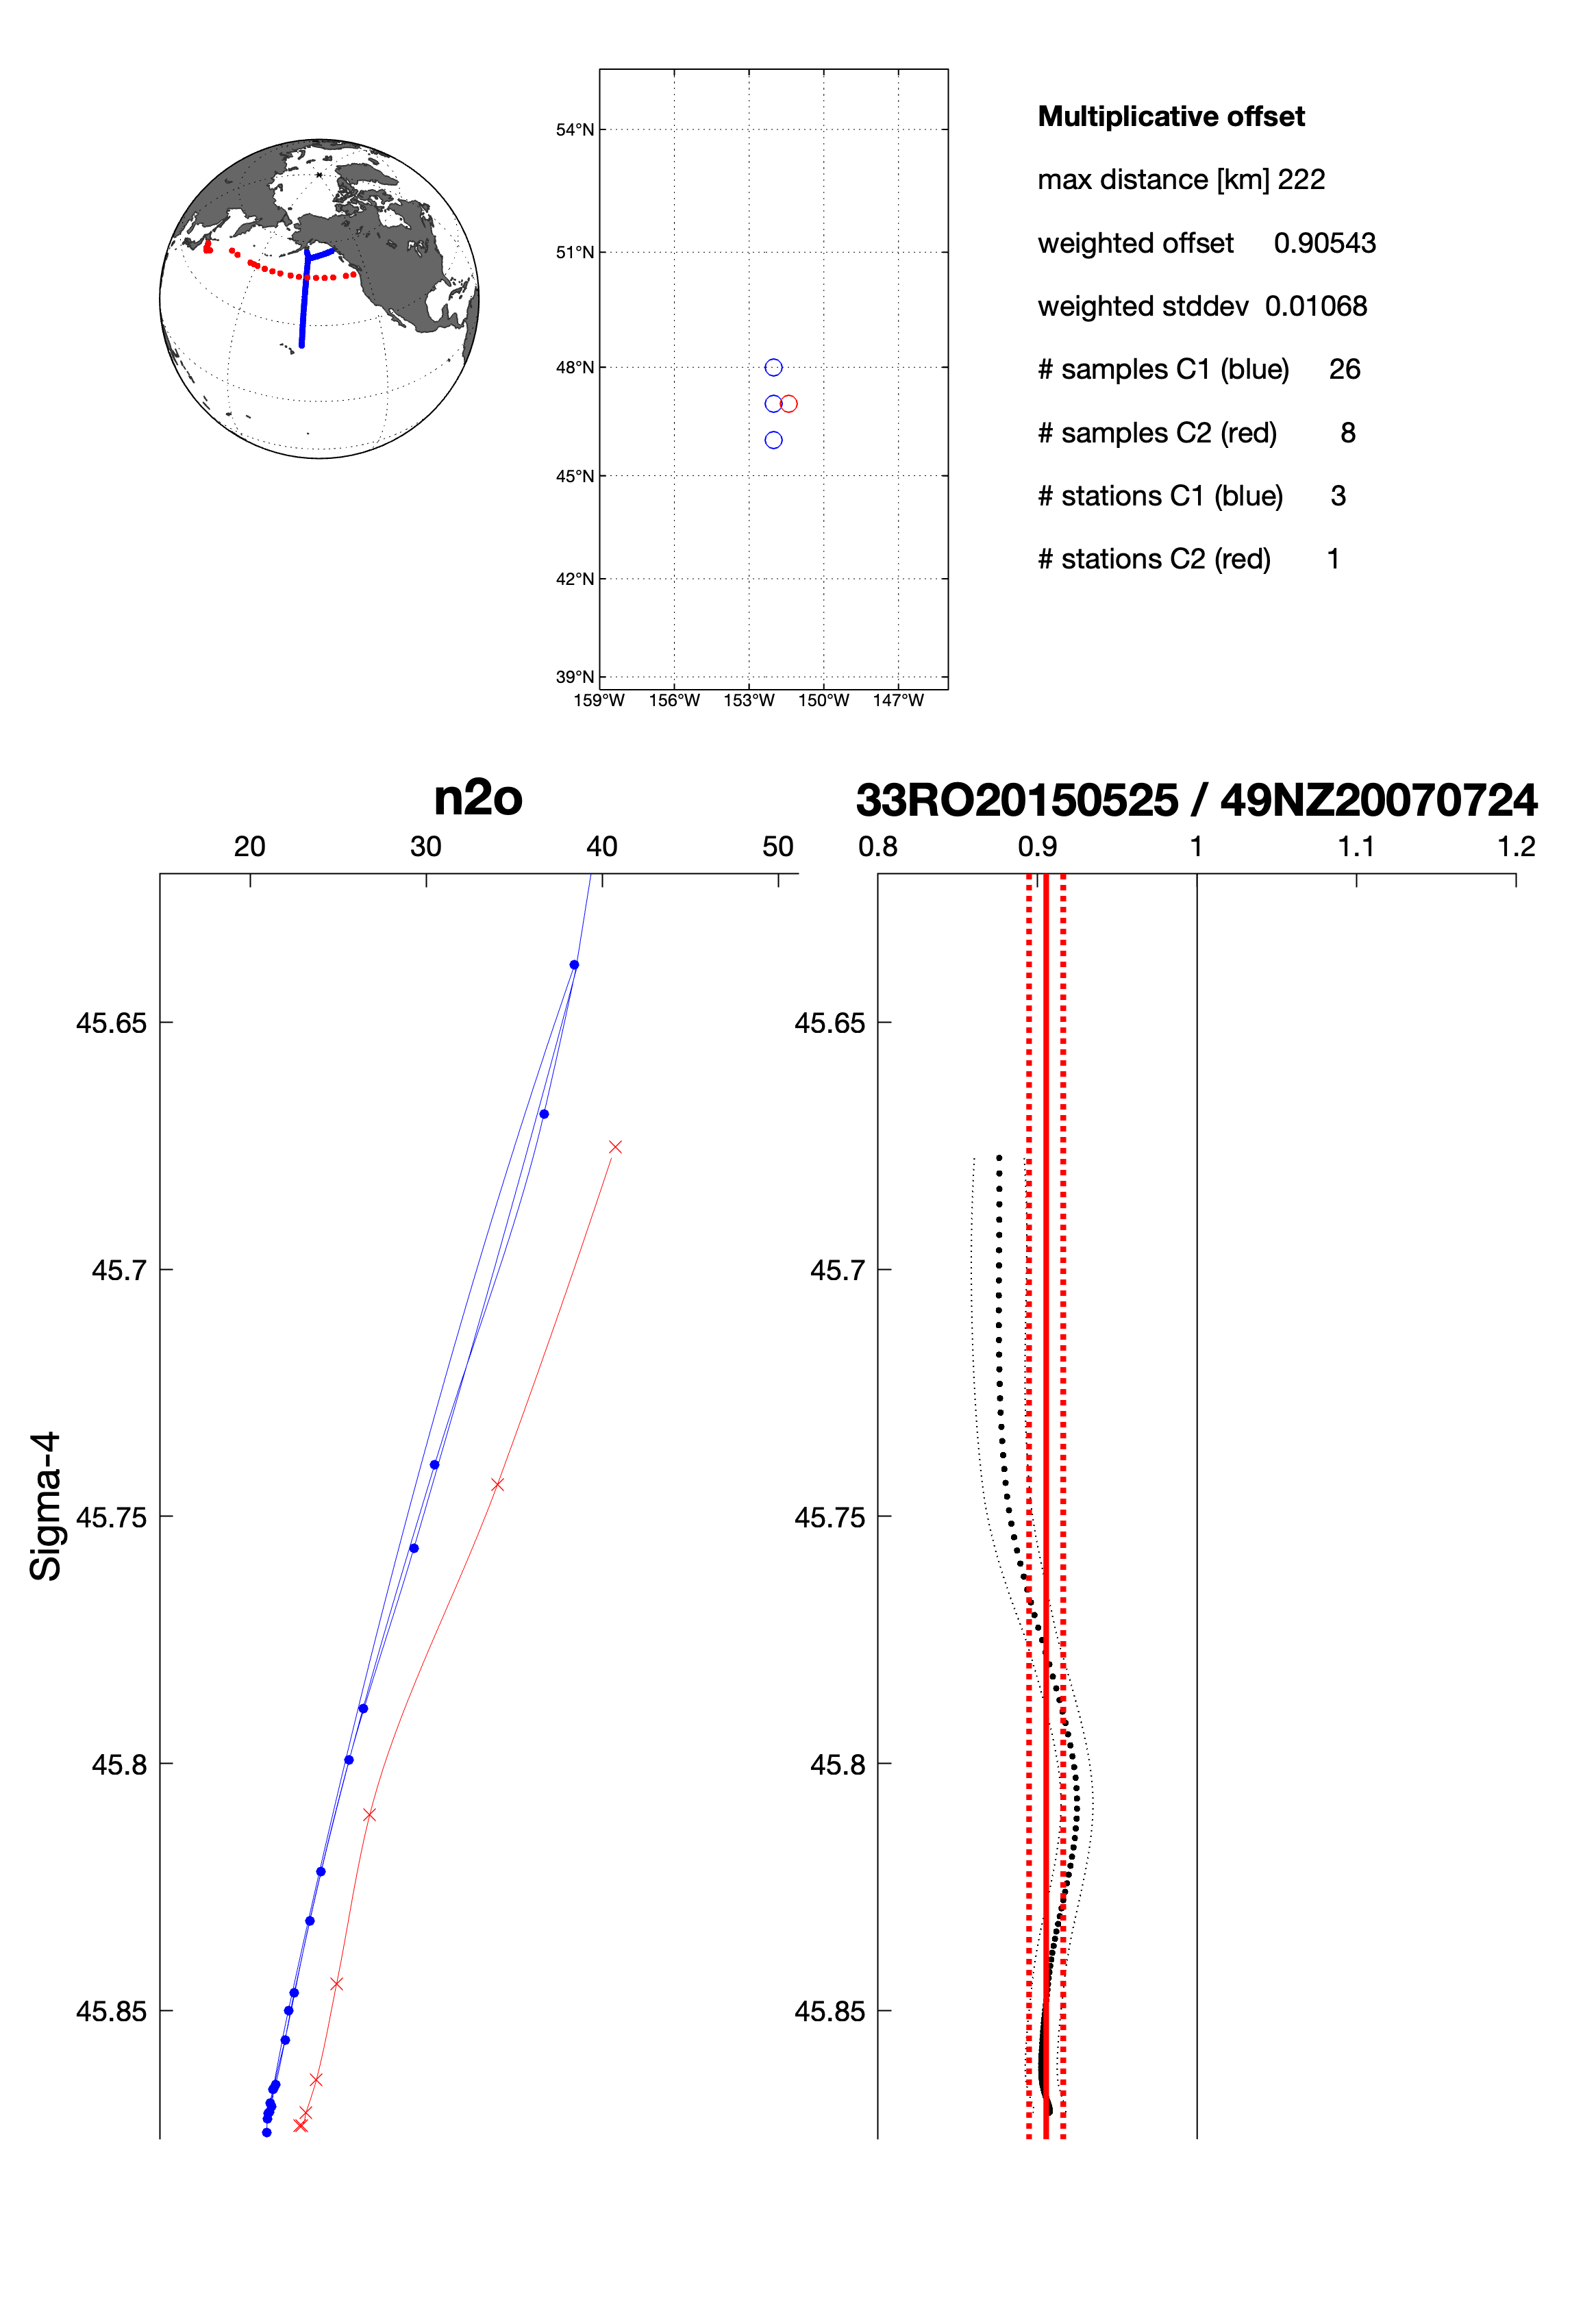 Multiplicative offset
max distance [km] 222
weighted offset 0.90543
weighted stddev 0.01068
# samples C1 (blue) 26
# samples C2 (red) 8
# stations C1 (blue) 3
# stations C2 (red) 1
54°N
51°N
48°N
45°N
42°N
39°N
159°W 156°W 153°W 150°W 147°W
n2o
20 30 40 50
Sigma-4
45.65
45.7
45.75
45.8
45.85
33RO20150525 / 49NZ20070724
0.8 0.9 1 1.1 1.2
45.65
45.7
45.75
45.8
45.85